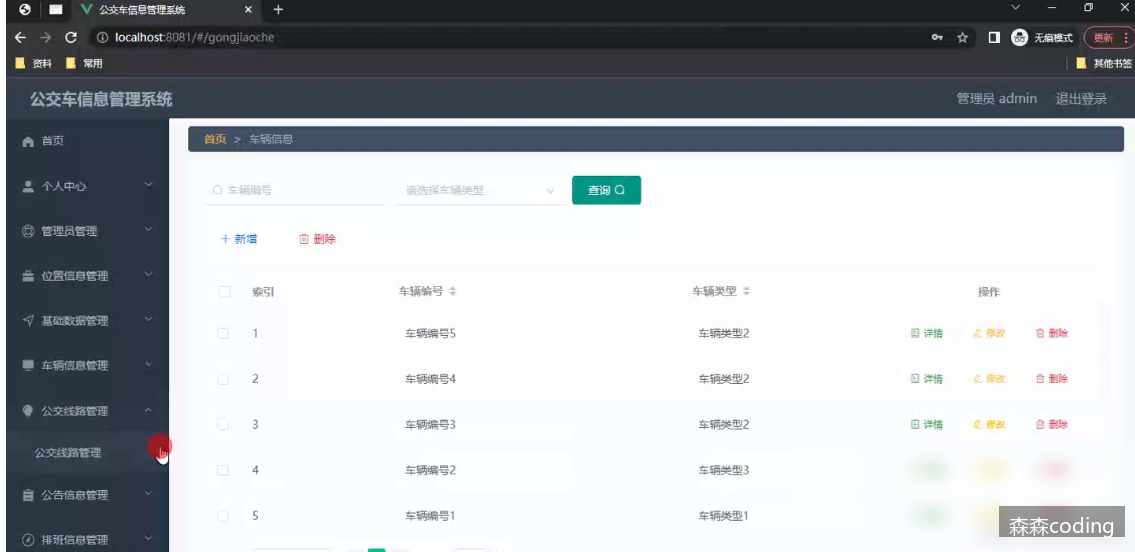 公交车信息管理系统
localhost:8081/#/gongjiaoche
无痕模式
更新
资料
常用
其他书签
公交车信息管理系统
管理员 admin
退出登录
首页
首页 > 车辆信息
个人中心
车辆编号
请选择车辆类型
查询
管理员管理
新增
删除
位置信息管理
索引
车辆编号
车辆类型
操作
基础数据管理
1 车辆编号5 车辆类型2 详情 修改 删除
车辆信息管理
2 车辆编号4 车辆类型2 详情 修改 删除
公交线路管理
3 车辆编号3 车辆类型2 详情 修改 删除
公交线路管理
4 车辆编号2 车辆类型3
公告信息管理
5 车辆编号1 车辆类型1
排班信息管理
森森coding